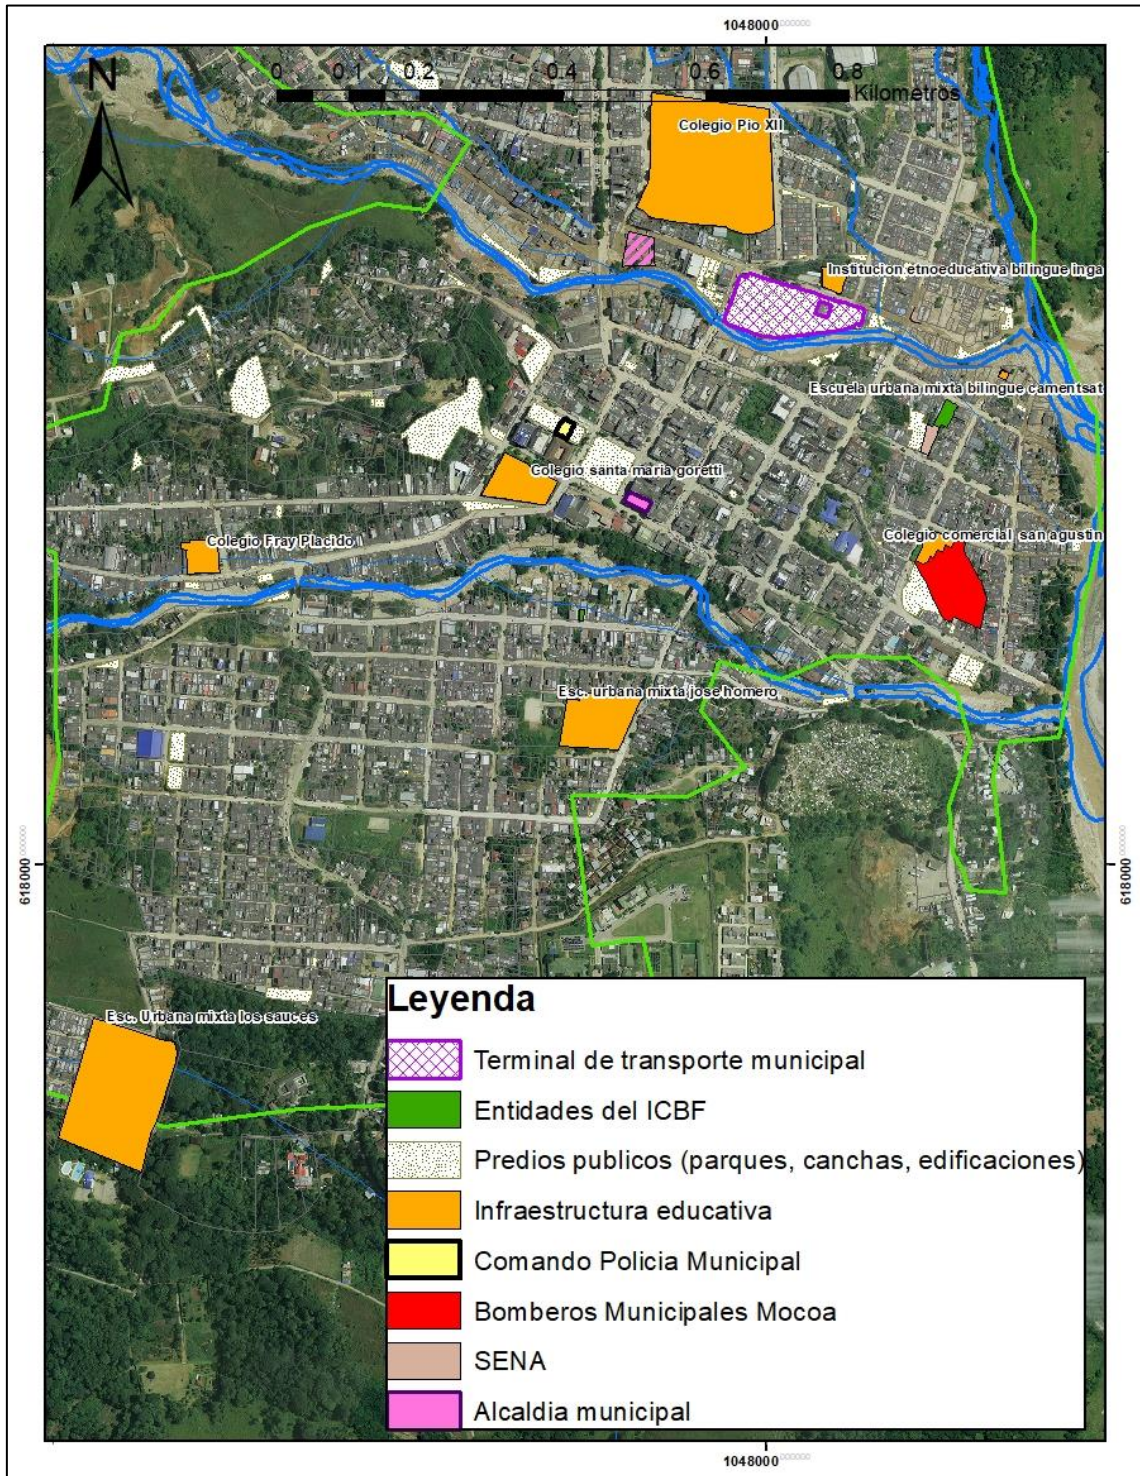 1048000
N
0 0.1 0.2 0.4 0.6 0.8
Kilometros
Colegio Pio XII
Institucion etnoeducativa bilingue inga
Escuela urbana mixta bilingue camentsat
Colegio santa maria goretti
Colegio comercial san agustin
Colegio Fray Placido
Esc. urbana mixta jose homero
618000
618000
Esc. Urbana mixta los sauces
Leyenda
Terminal de transporte municipal
Entidades del ICBF
Predios publicos (parques, canchas, edificaciones)
Infraestructura educativa
Comando Policia Municipal
Bomberos Municipales Mocoa
SENA
Alcaldia municipal
1048000